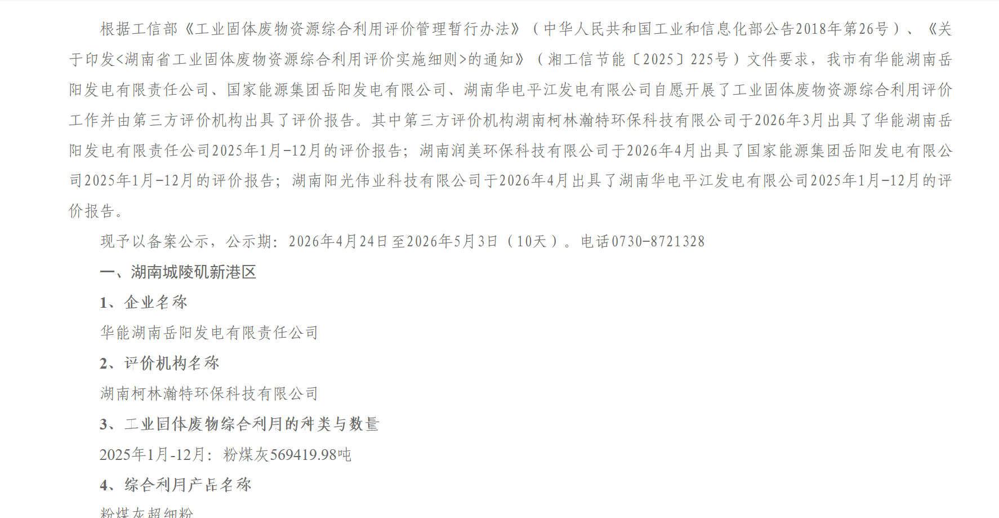 根据工信部《工业固体废物资源综合利用评价管理暂行办法》（中华人民共和国工业和信息化部公告2018年第26号）、《关
于印发<湖南省工业固体废物资源综合利用评价实施细则>的通知》（湘工信节能〔2025〕225号）文件要求，我市有华能湖南岳
阳发电有限责任公司、国家能源集团岳阳发电有限公司、湖南华电平江发电有限公司自愿开展了工业固体废物资源综合利用评价
工作并由第三方评价机构出具了评价报告。其中第三方评价机构湖南柯林瀚特环保科技有限公司于2026年3月出具了华能湖南岳
阳发电有限责任公司2025年1月-12月的评价报告；湖南润美环保科技有限公司于2026年4月出具了国家能源集团岳阳发电有限公
司2025年1月-12月的评价报告；湖南阳光伟业科技有限公司于2026年4月出具了湖南华电平江发电有限公司2025年1月-12月的评
价报告。
现予以备案公示，公示期：2026年4月24日至2026年5月3日（10天）。电话0730-8721328
一、湖南城陵矶新港区
1、企业名称
华能湖南岳阳发电有限责任公司
2、评价机构名称
湖南柯林瀚特环保科技有限公司
3、工业固体废物综合利用的种类与数量
2025年1月-12月：粉煤灰569419.98吨
4、综合利用产品名称
粉煤灰超细粉